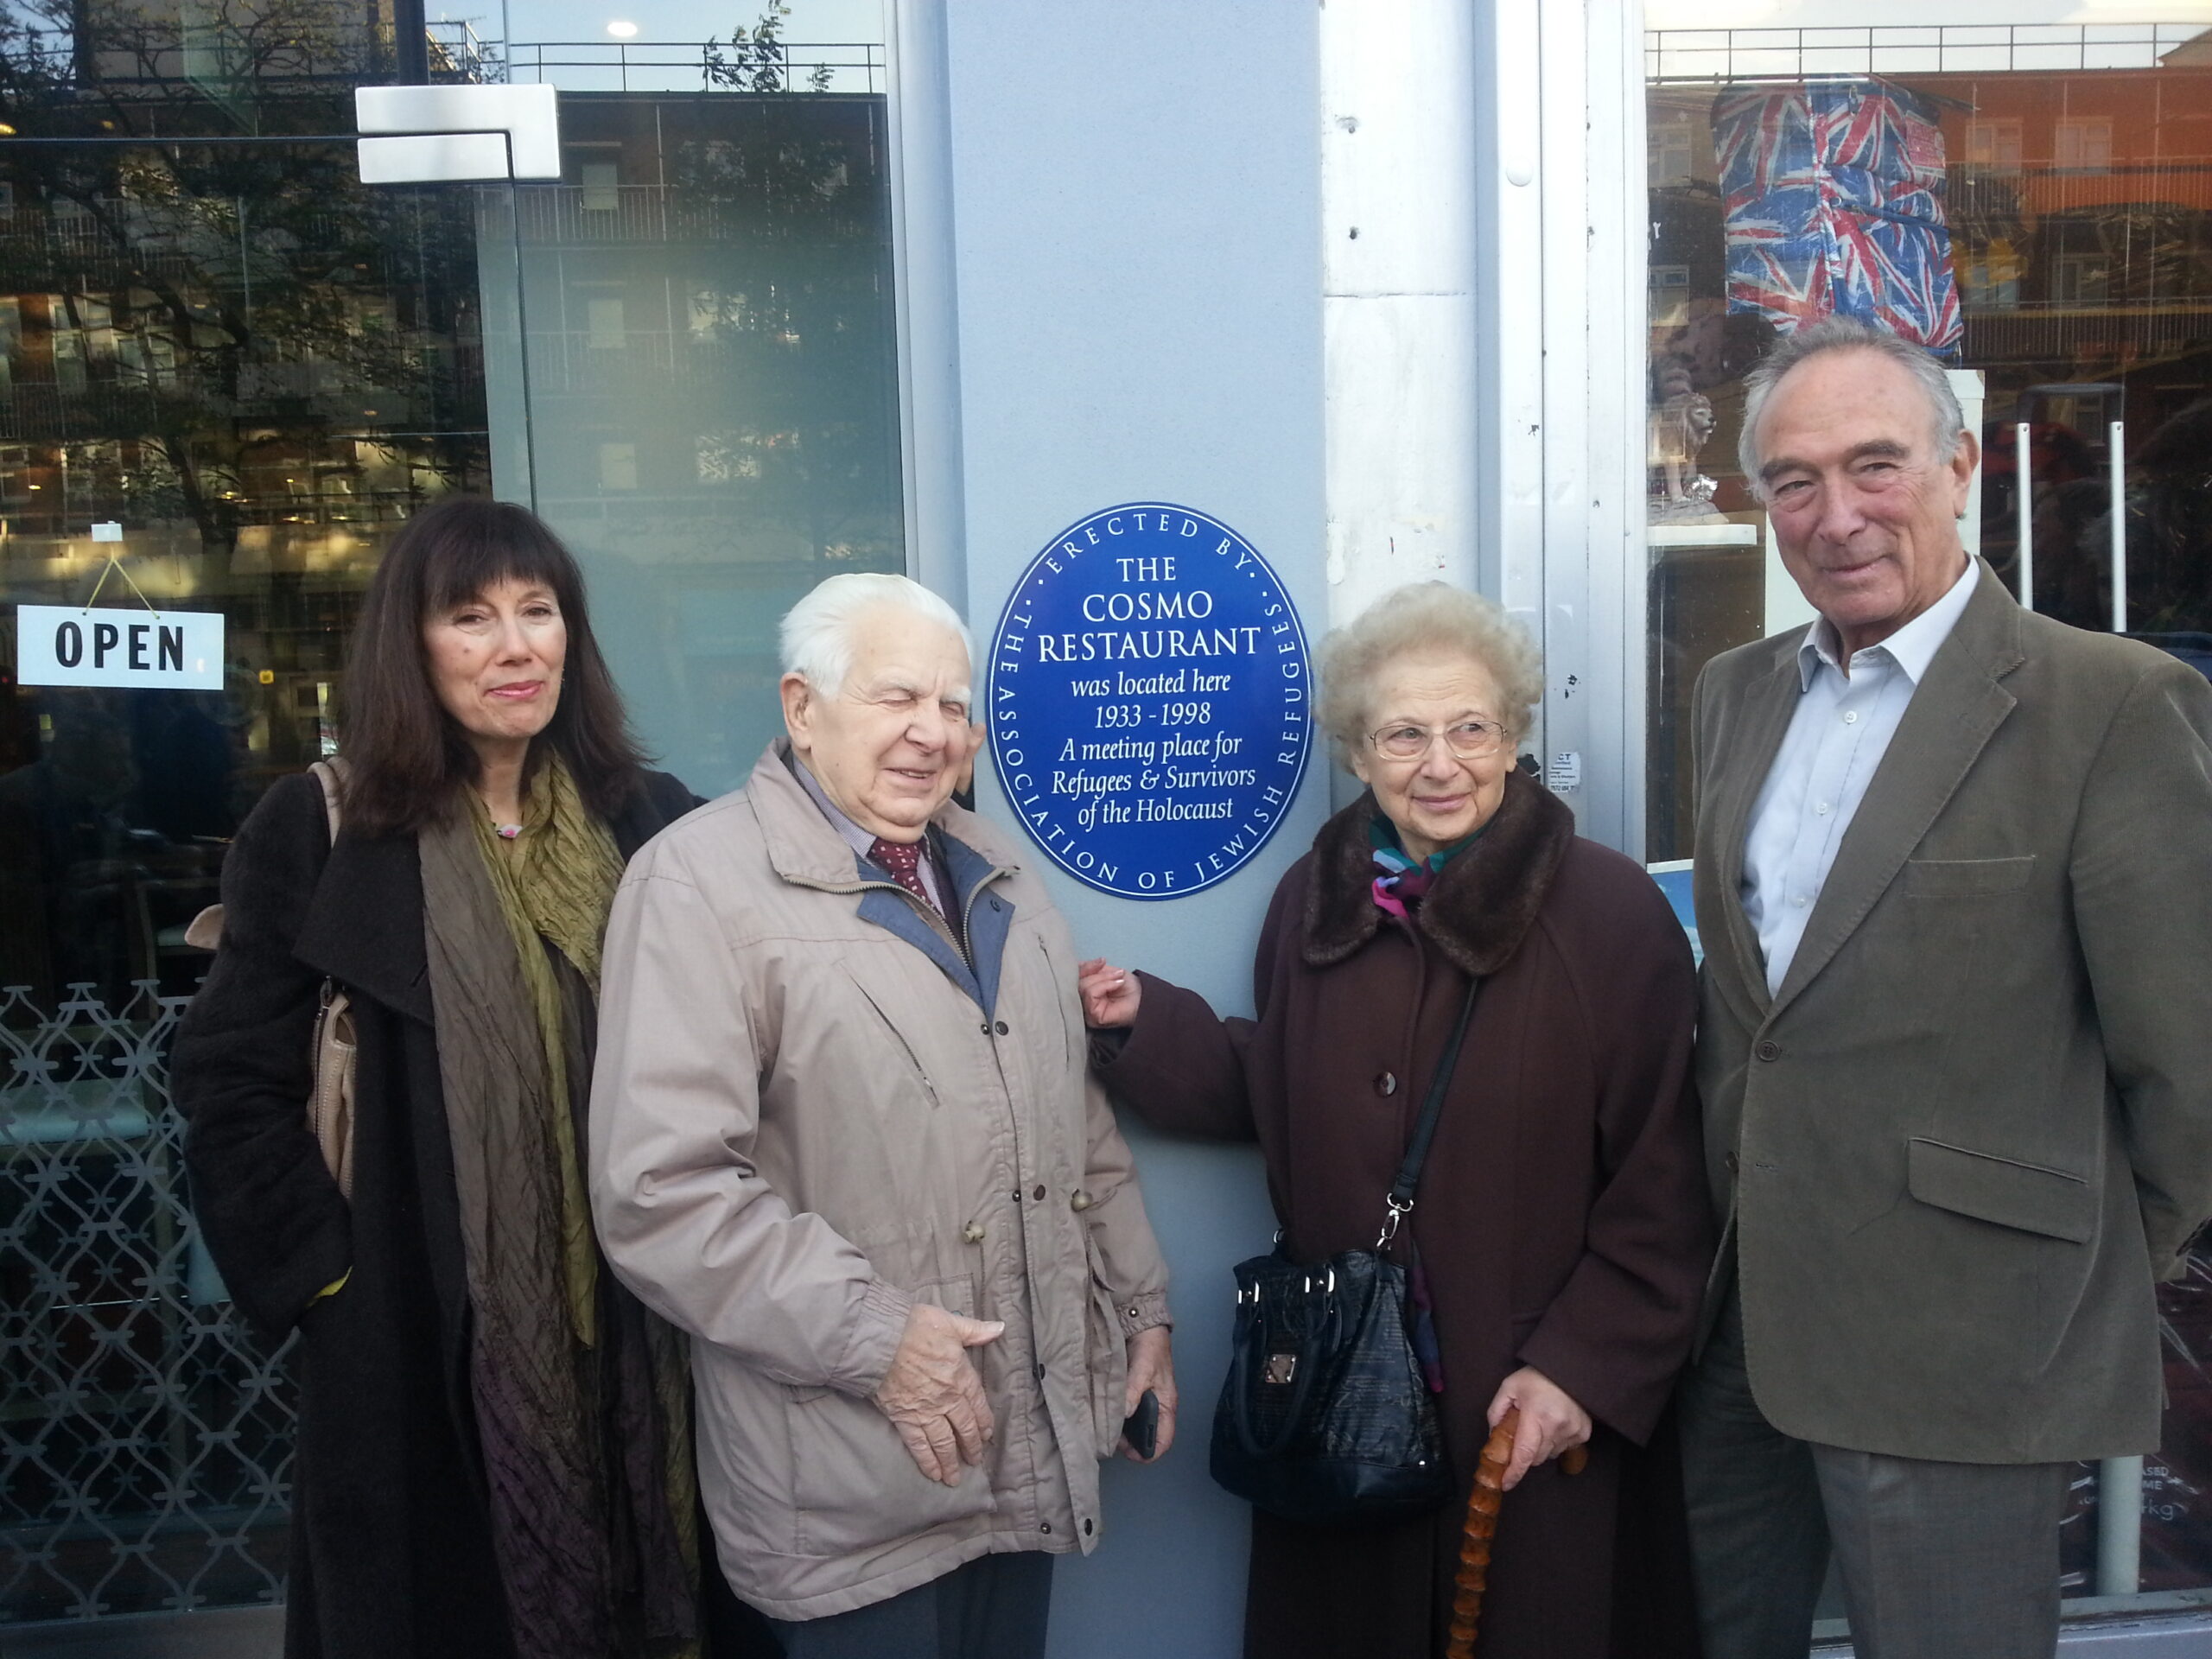 OPEN
· ERECTED BY ·
THE
COSMO
RESTAURANT
was located here
1933 - 1998
A meeting place for
Refugees & Survivors
of the Holocaust
· THE ASSOCIATION OF JEWISH REFUGEES ·
CT